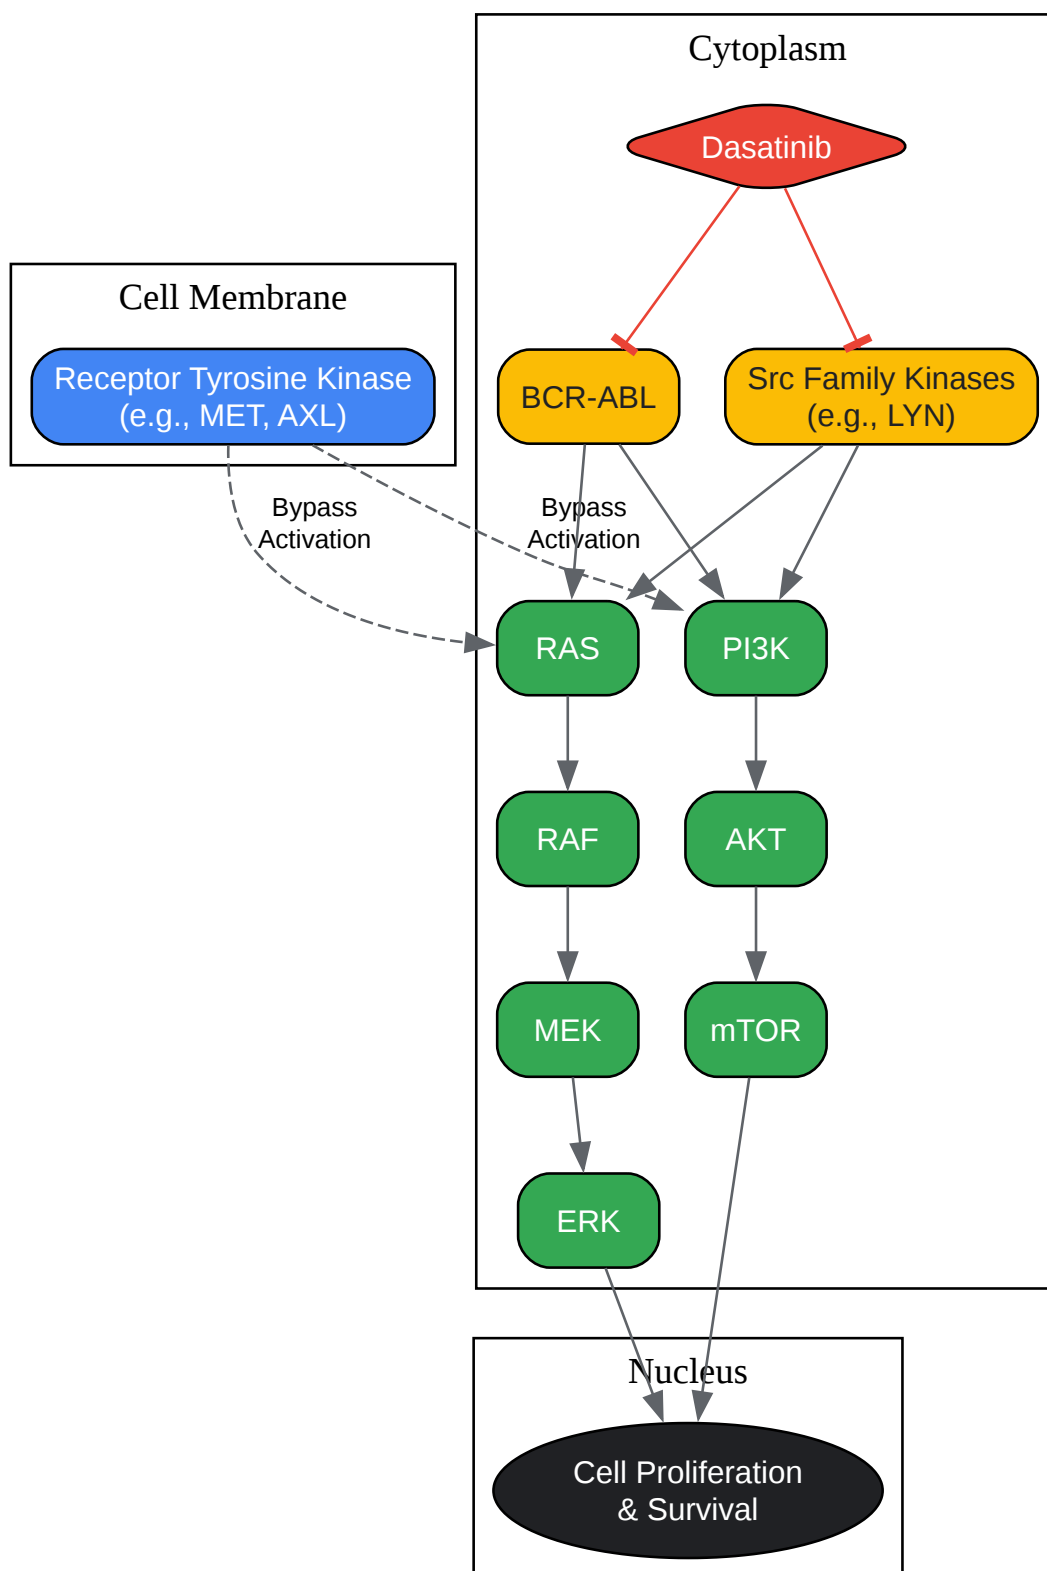 Cytoplasm
Dasatinib
Cell Membrane
Receptor Tyrosine Kinase
(e.g., MET, AXL)
BCR-ABL
Src Family Kinases
(e.g., LYN)
Bypass
Activation
Bypass
Activation
RAS
PI3K
RAF
AKT
MEK
mTOR
ERK
Nucleus
Cell Proliferation
& Survival